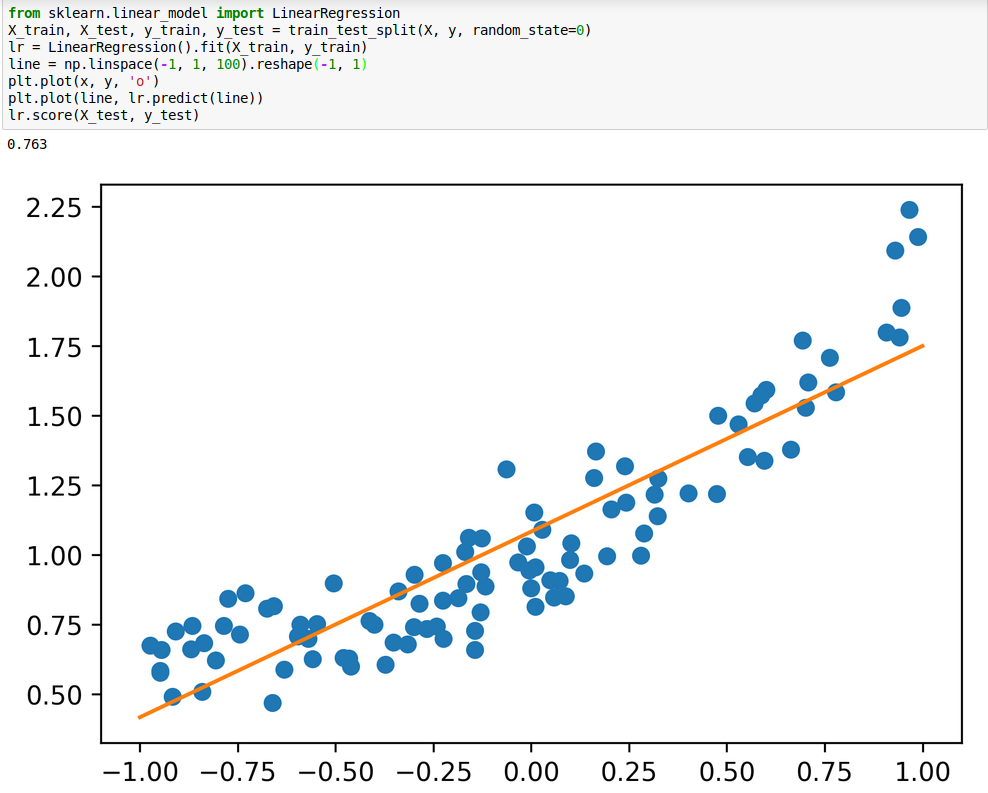 from sklearn.linear_model import LinearRegression
X_train, X_test, y_train, y_test = train_test_split(X, y, random_state=0)
lr = LinearRegression().fit(X_train, y_train)
line = np.linspace(-1, 1, 100).reshape(-1, 1)
plt.plot(x, y, 'o')
plt.plot(line, lr.predict(line))
lr.score(X_test, y_test)
0.763
2.25
2.00
1.75
1.50
1.25
1.00
0.75
0.50
−1.00 −0.75 −0.50 −0.25 0.00 0.25 0.50 0.75 1.00